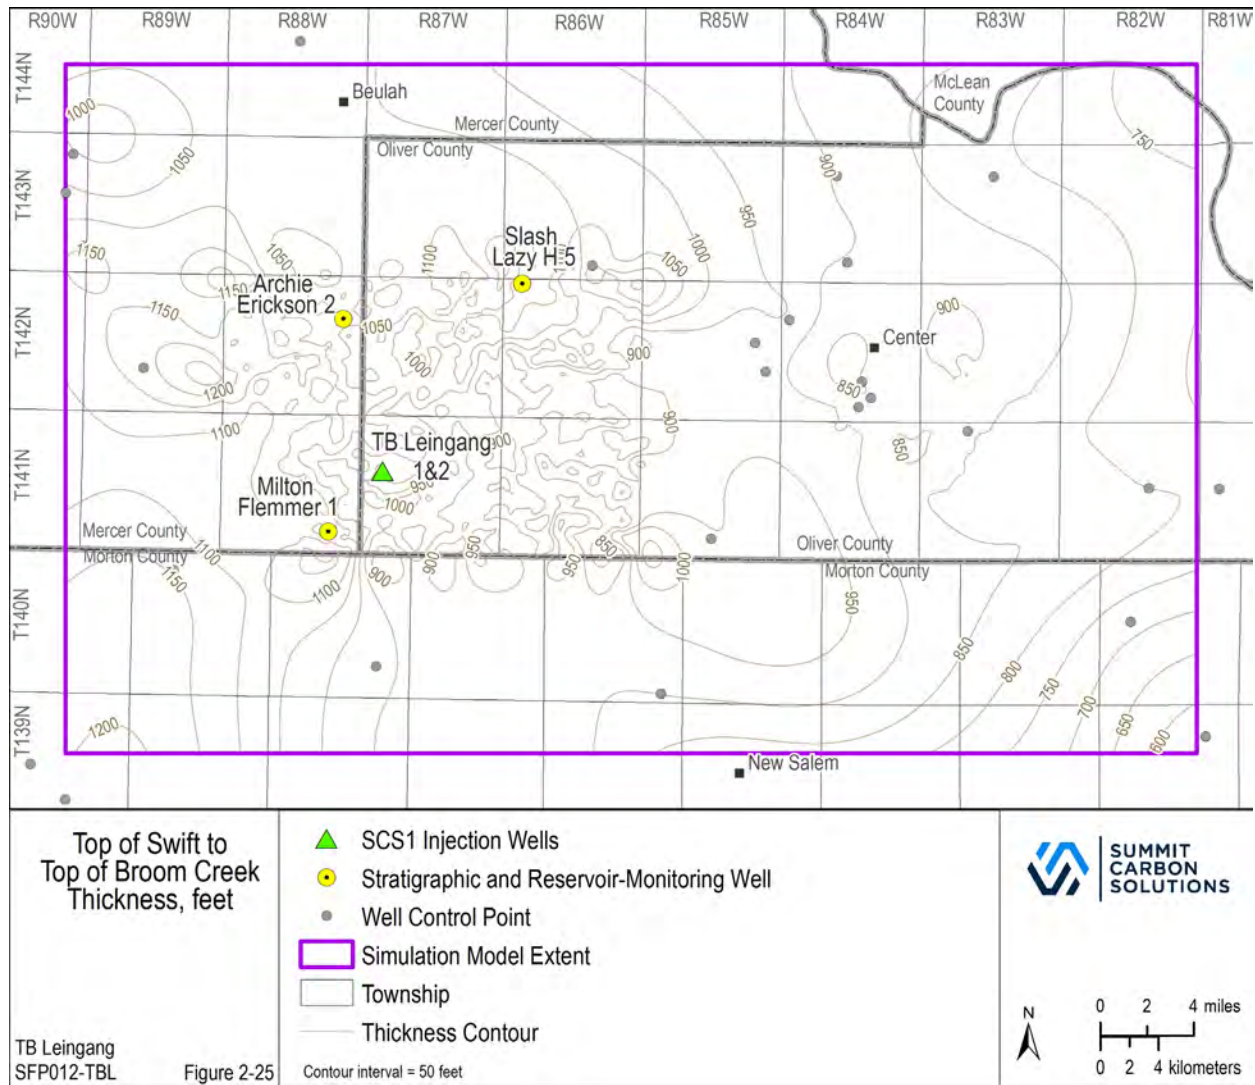 R90W R89W R88W R87W R86W R85W R84W R83W R82W R81W
T144N
T143N
T142N
T141N
T140N
T139N
McLean
County
Beulah
Mercer County
Oliver County
1000
1050
750
900
950
1000
1050
1100
Slash
Lazy H 5
1150
1050
1150
Archie
Erickson 2
1050
1150
1200
1100
1000
900
900
Center
850
900
850
TB Leingang
1&2
900
950
1000
Milton
Flemmer 1
Mercer County
Morton County
Oliver County
Morton County
1100
1150
1100
900
900
950
950
850
1000
950
850
800
750
700
650
600
1200
New Salem
Top of Swift to
Top of Broom Creek
Thickness, feet
TB Leingang
SFP012-TBL Figure 2-25
SCS1 Injection Wells
Stratigraphic and Reservoir-Monitoring Well
Well Control Point
Simulation Model Extent
Township
Thickness Contour
Contour interval = 50 feet
SUMMIT
CARBON
SOLUTIONS
N
0 2 4 miles
0 2 4 kilometers